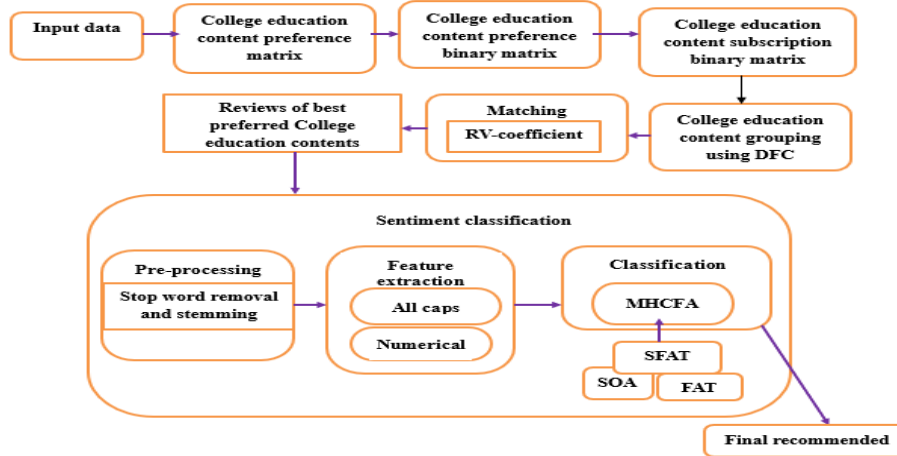 Input data
College education
content preference
matrix
College education
content preference
binary matrix
College education
content subscription
binary matrix
Reviews of best
preferred College
education contents
Matching
RV-coefficient
College education
content grouping
using DFC
Sentiment classification
Pre-processing
Stop word removal
and stemming
Feature
extraction
All caps
Numerical
Classification
MHCFA
SFAT
SOA
FAT
Final recommended